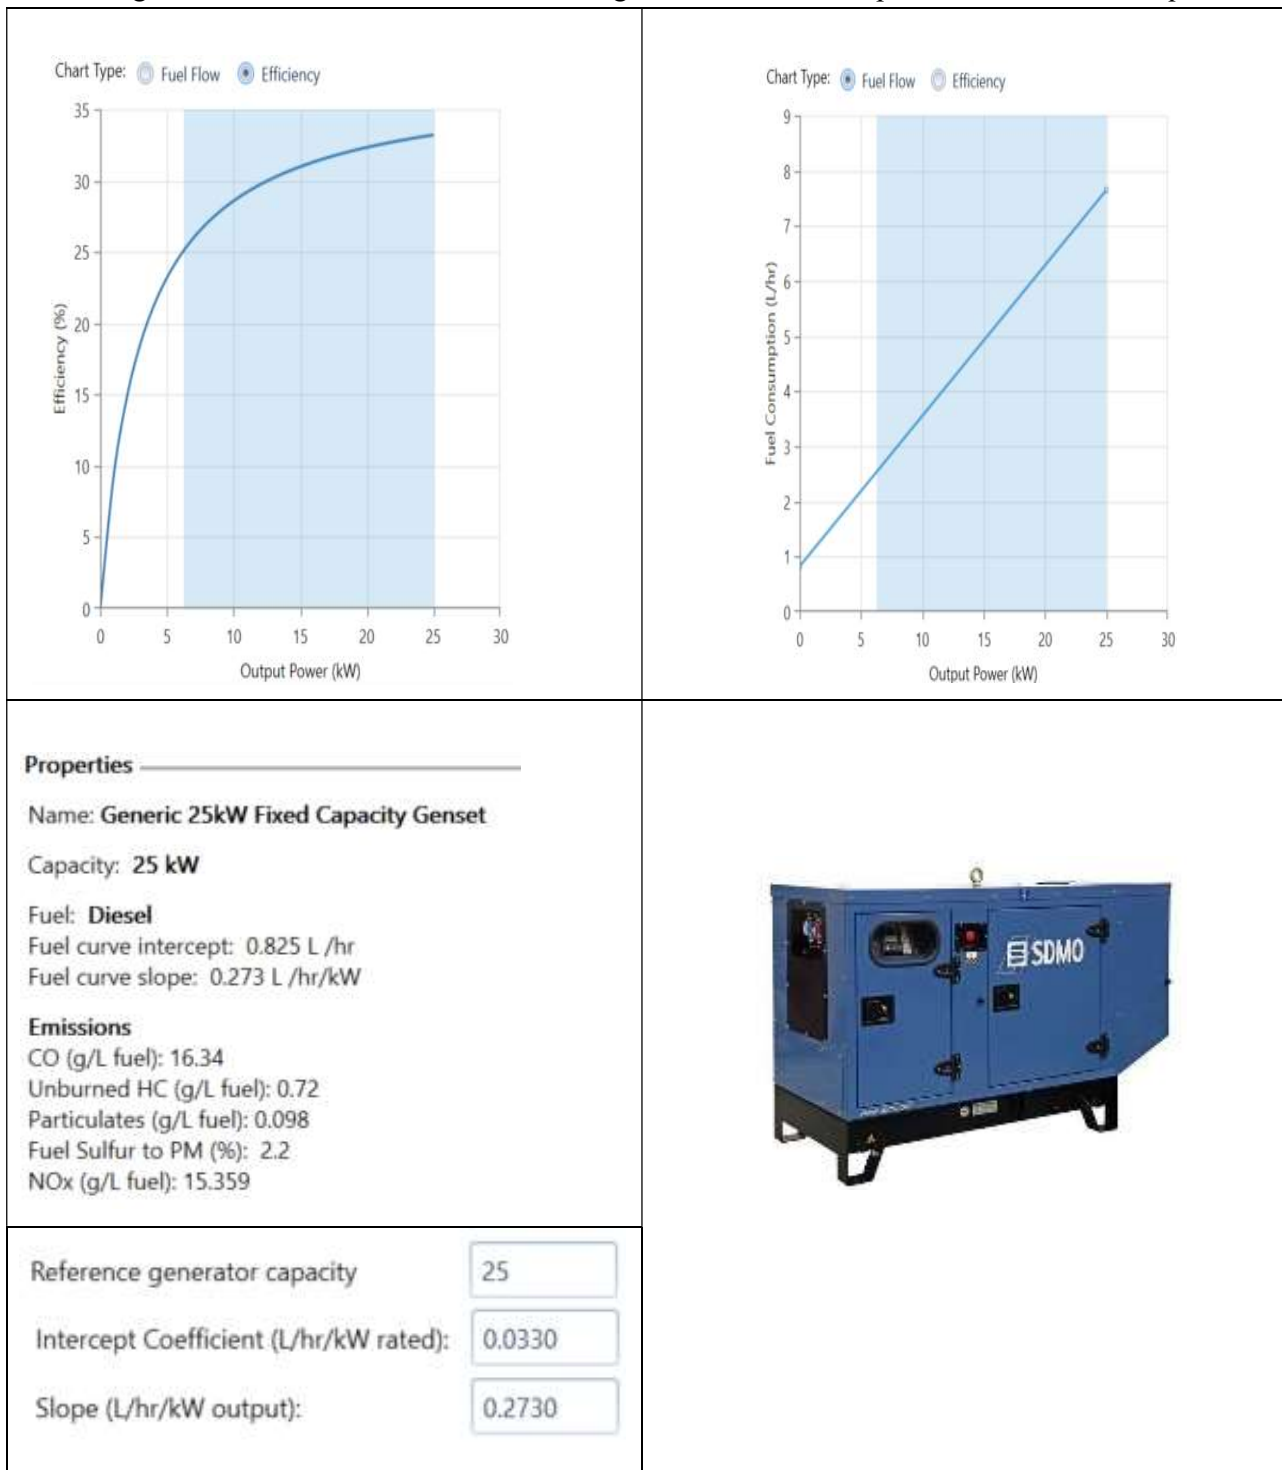 Chart Type: Fuel Flow Efficiency
35
30
25
20
15
10
5
0
Efficiency (%)
0 5 10 15 20 25 30
Output Power (kW)
Chart Type: Fuel Flow Efficiency
9
8
7
6
5
4
3
2
1
0
Fuel Consumption (L/hr)
0 5 10 15 20 25 30
Output Power (kW)
Properties
Name: Generic 25kW Fixed Capacity Genset
Capacity: 25 kW
Fuel: Diesel
Fuel curve intercept: 0.825 L /hr
Fuel curve slope: 0.273 L /hr/kW
Emissions
CO (g/L fuel): 16.34
Unburned HC (g/L fuel): 0.72
Particulates (g/L fuel): 0.098
Fuel Sulfur to PM (%): 2.2
NOx (g/L fuel): 15.359
SDMO
Reference generator capacity 25
Intercept Coefficient (L/hr/kW rated): 0.0330
Slope (L/hr/kW output): 0.2730